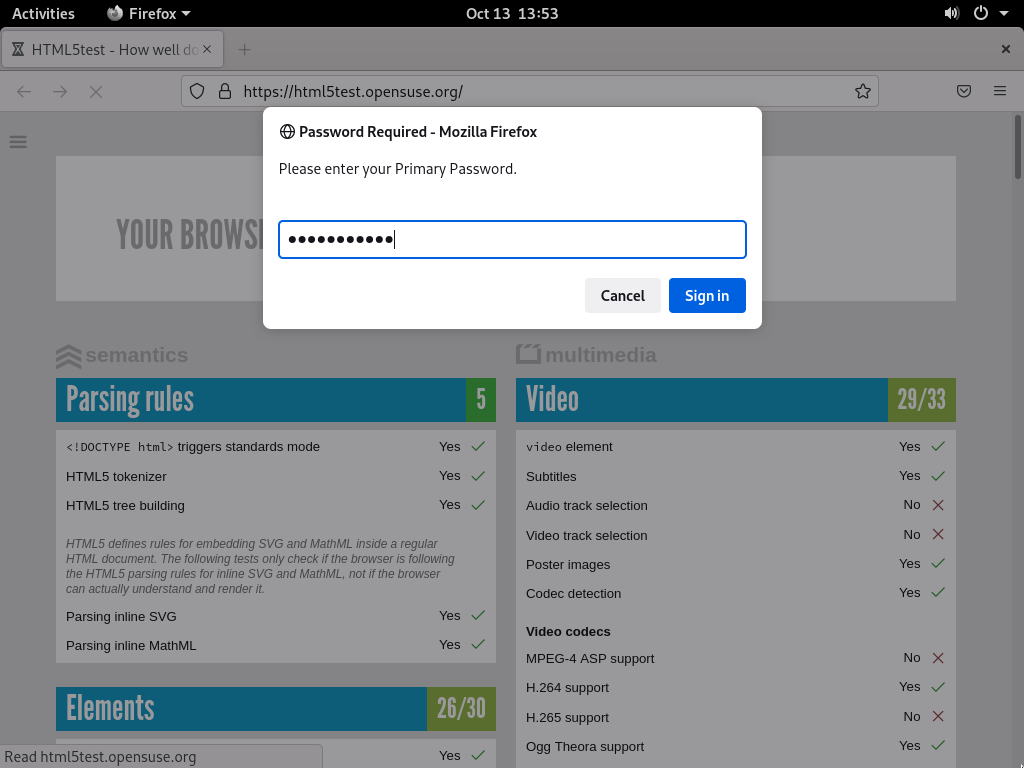 Activities Firefox Oct 13 13:53
HTML5test - How well do
https://html5test.opensuse.org/
Password Required - Mozilla Firefox
Please enter your Primary Password.
●●●●●●●●●●●
Cancel Sign in
YOUR BROWS
semantics
Parsing rules 5
<!DOCTYPE html> triggers standards mode Yes
HTML5 tokenizer Yes
HTML5 tree building Yes
HTML5 defines rules for embedding SVG and MathML inside a regular
HTML document. The following tests only check if the browser is following
the HTML5 parsing rules for inline SVG and MathML, not if the browser
can actually understand and render it.
Parsing inline SVG Yes
Parsing inline MathML Yes
Elements 26/30
Yes
multimedia
Video 29/33
video element Yes
Subtitles Yes
Audio track selection No
Video track selection No
Poster images Yes
Codec detection Yes
Video codecs
MPEG-4 ASP support No
H.264 support Yes
H.265 support No
Ogg Theora support Yes
Read html5test.opensuse.org